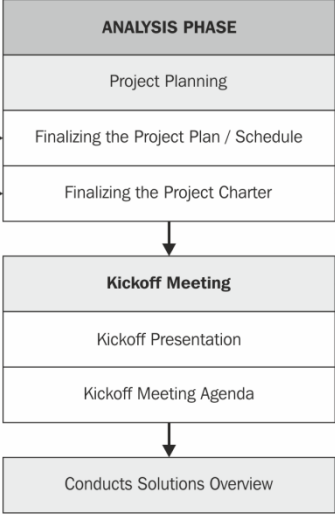 ANALYSIS PHASE
Project Planning
Finalizing the Project Plan / Schedule
Finalizing the Project Charter
Kickoff Meeting
Kickoff Presentation
Kickoff Meeting Agenda
Conducts Solutions Overview